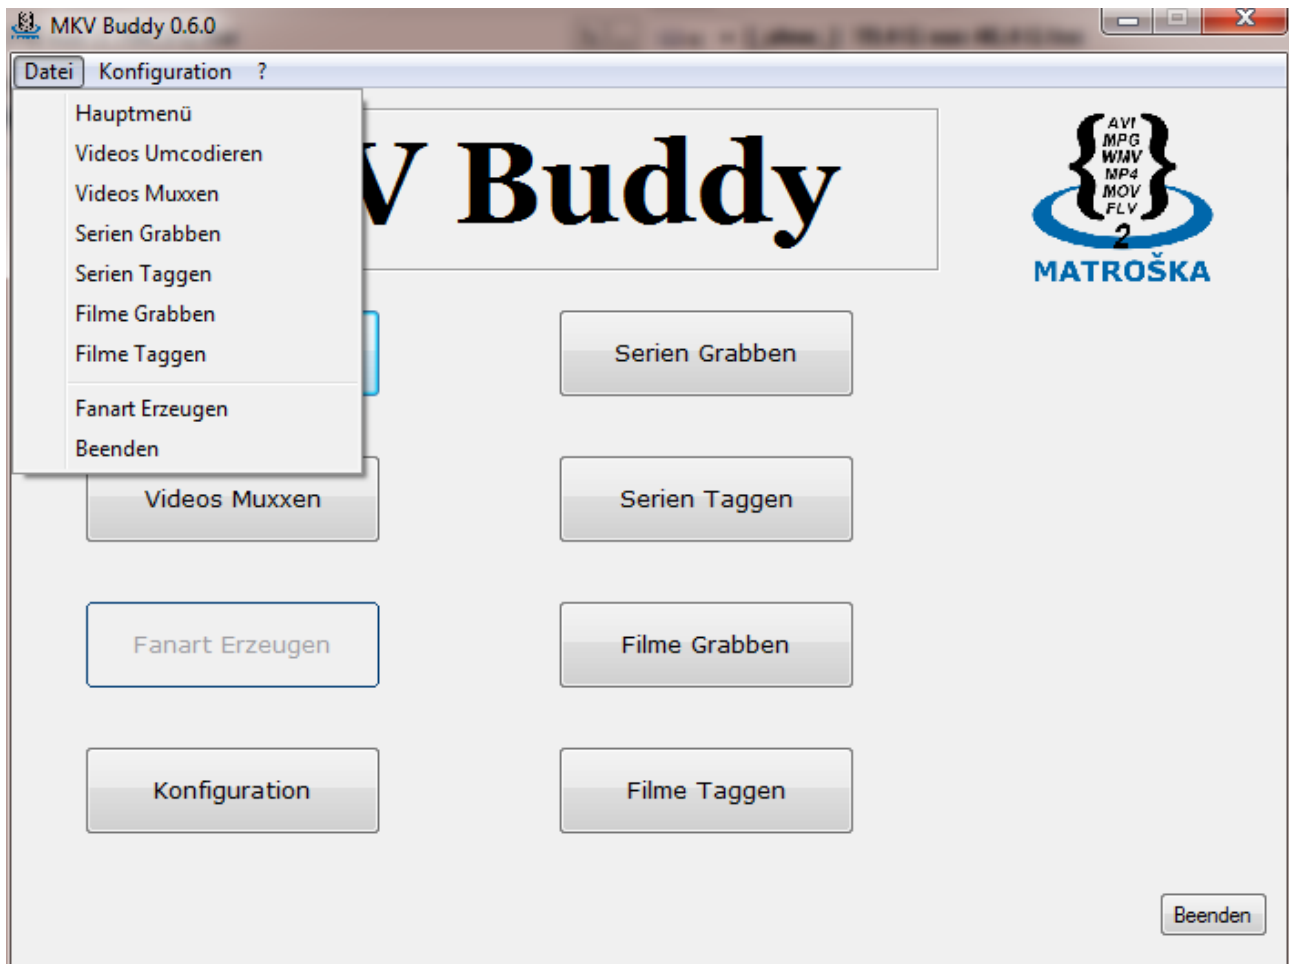 MKV Buddy 0.6.0
Datei Konfiguration ?
Hauptmenü
Videos Umcodieren
Videos Muxxen
Serien Grabben
Serien Taggen
Filme Grabben
Filme Taggen
Fanart Erzeugen
Beenden
V Buddy
AVI
MPG
WMV
MP4
MOV
FLV
2
MATROŠKA
Serien Grabben
Videos Muxxen
Serien Taggen
Fanart Erzeugen
Filme Grabben
Konfiguration
Filme Taggen
Beenden